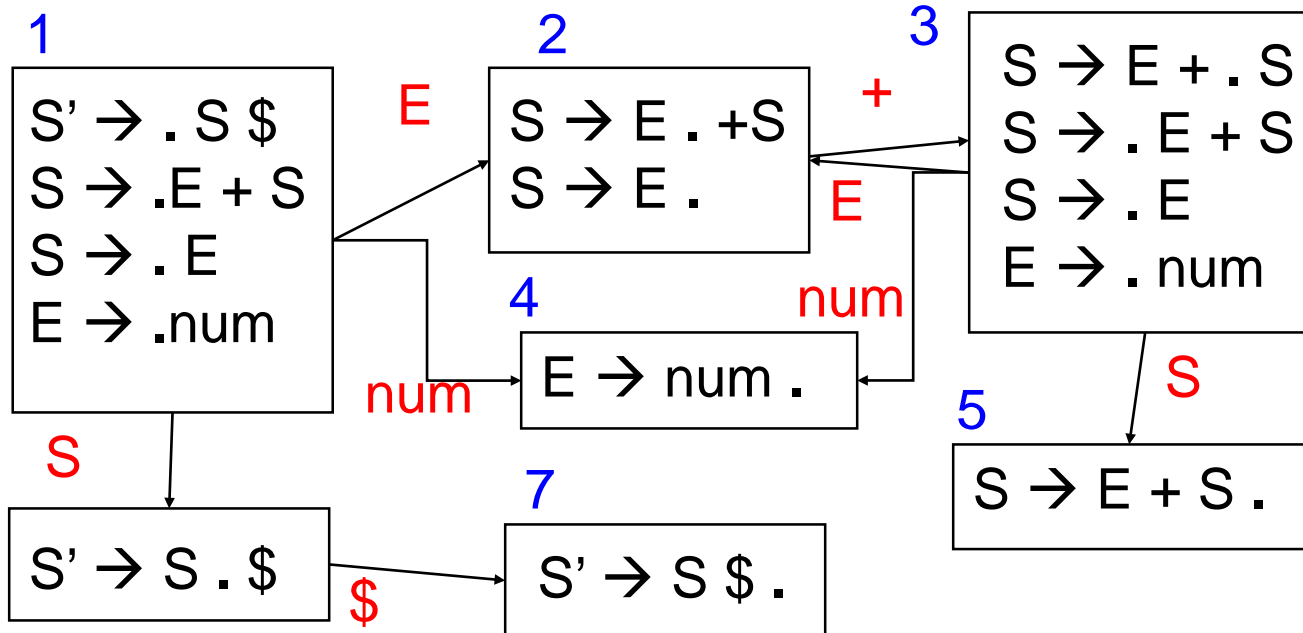 1
S' → . S $
S → .E + S
S → . E
E → .num
E
2
S → E . +S
S → E .
+
E
3
S → E + . S
S → . E + S
S → . E
E → . num
num
4
E → num .
num
S
5
S → E + S .
S
S' → S . $
$
7
S' → S $ .